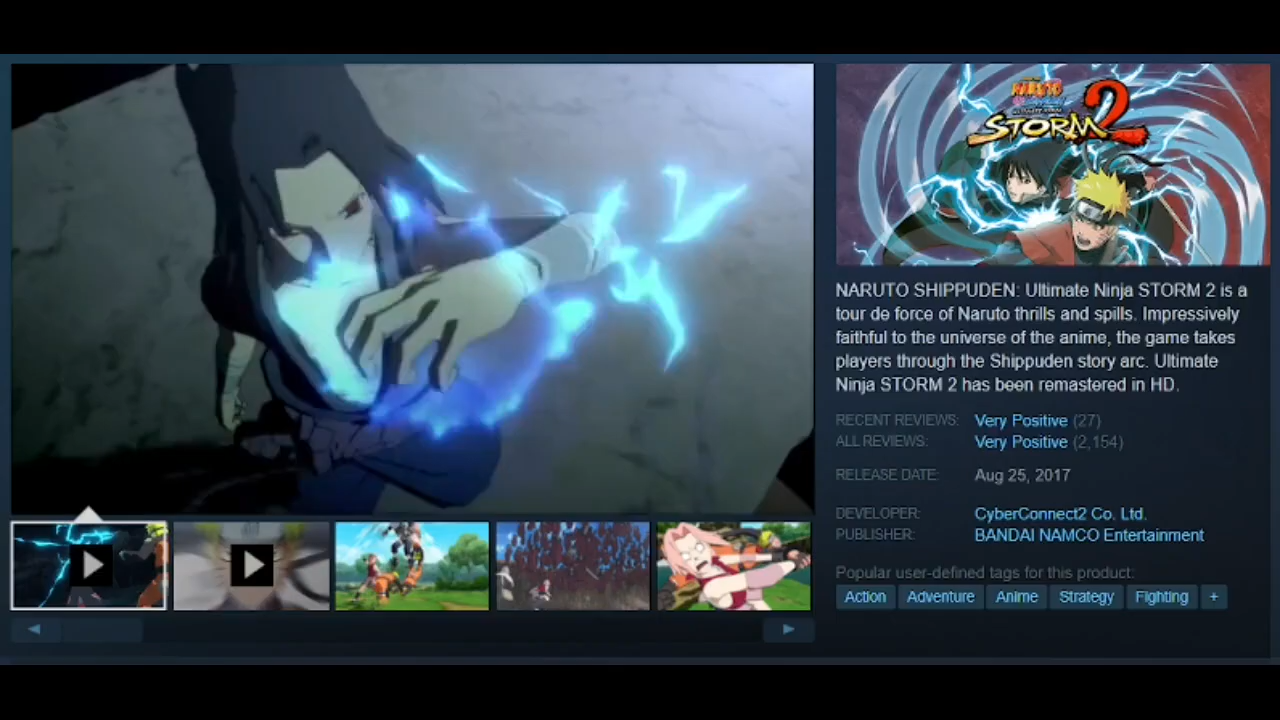 NARUTO
STORM 2
NARUTO SHIPPUDEN: Ultimate Ninja STORM 2 is a
tour de force of Naruto thrills and spills. Impressively
faithful to the universe of the anime, the game takes
players through the Shippuden story arc. Ultimate
Ninja STORM 2 has been remastered in HD.
RECENT REVIEWS: Very Positive (27)
ALL REVIEWS: Very Positive (2,154)
RELEASE DATE: Aug 25, 2017
DEVELOPER: CyberConnect2 Co. Ltd.
PUBLISHER: BANDAI NAMCO Entertainment
Popular user-defined tags for this product:
Action Adventure Anime Strategy Fighting +